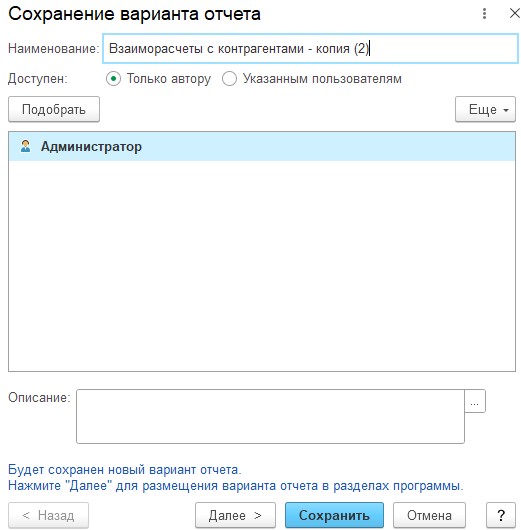 Сохранение варианта отчета
Наименование: Взаиморасчеты с контрагентами - копия (2)
Доступен: Только автору Указанным пользователям
Подобрать Еще
Администратор
Описание: ...
Будет сохранен новый вариант отчета.
Нажмите "Далее" для размещения варианта отчета в разделах программы.
< Назад Далее > Сохранить Отмена ?